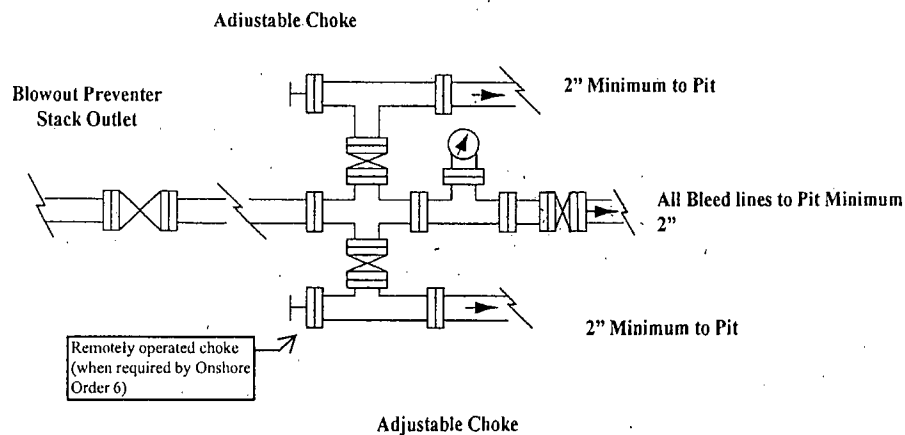 Adjustable Choke
Blowout Preventer
Stack Outlet
2" Minimum to Pit
All Bleed lines to Pit Minimum
2"
2" Minimum to Pit
Remotely operated choke
(when required by Onshore
Order 6)
Adjustable Choke